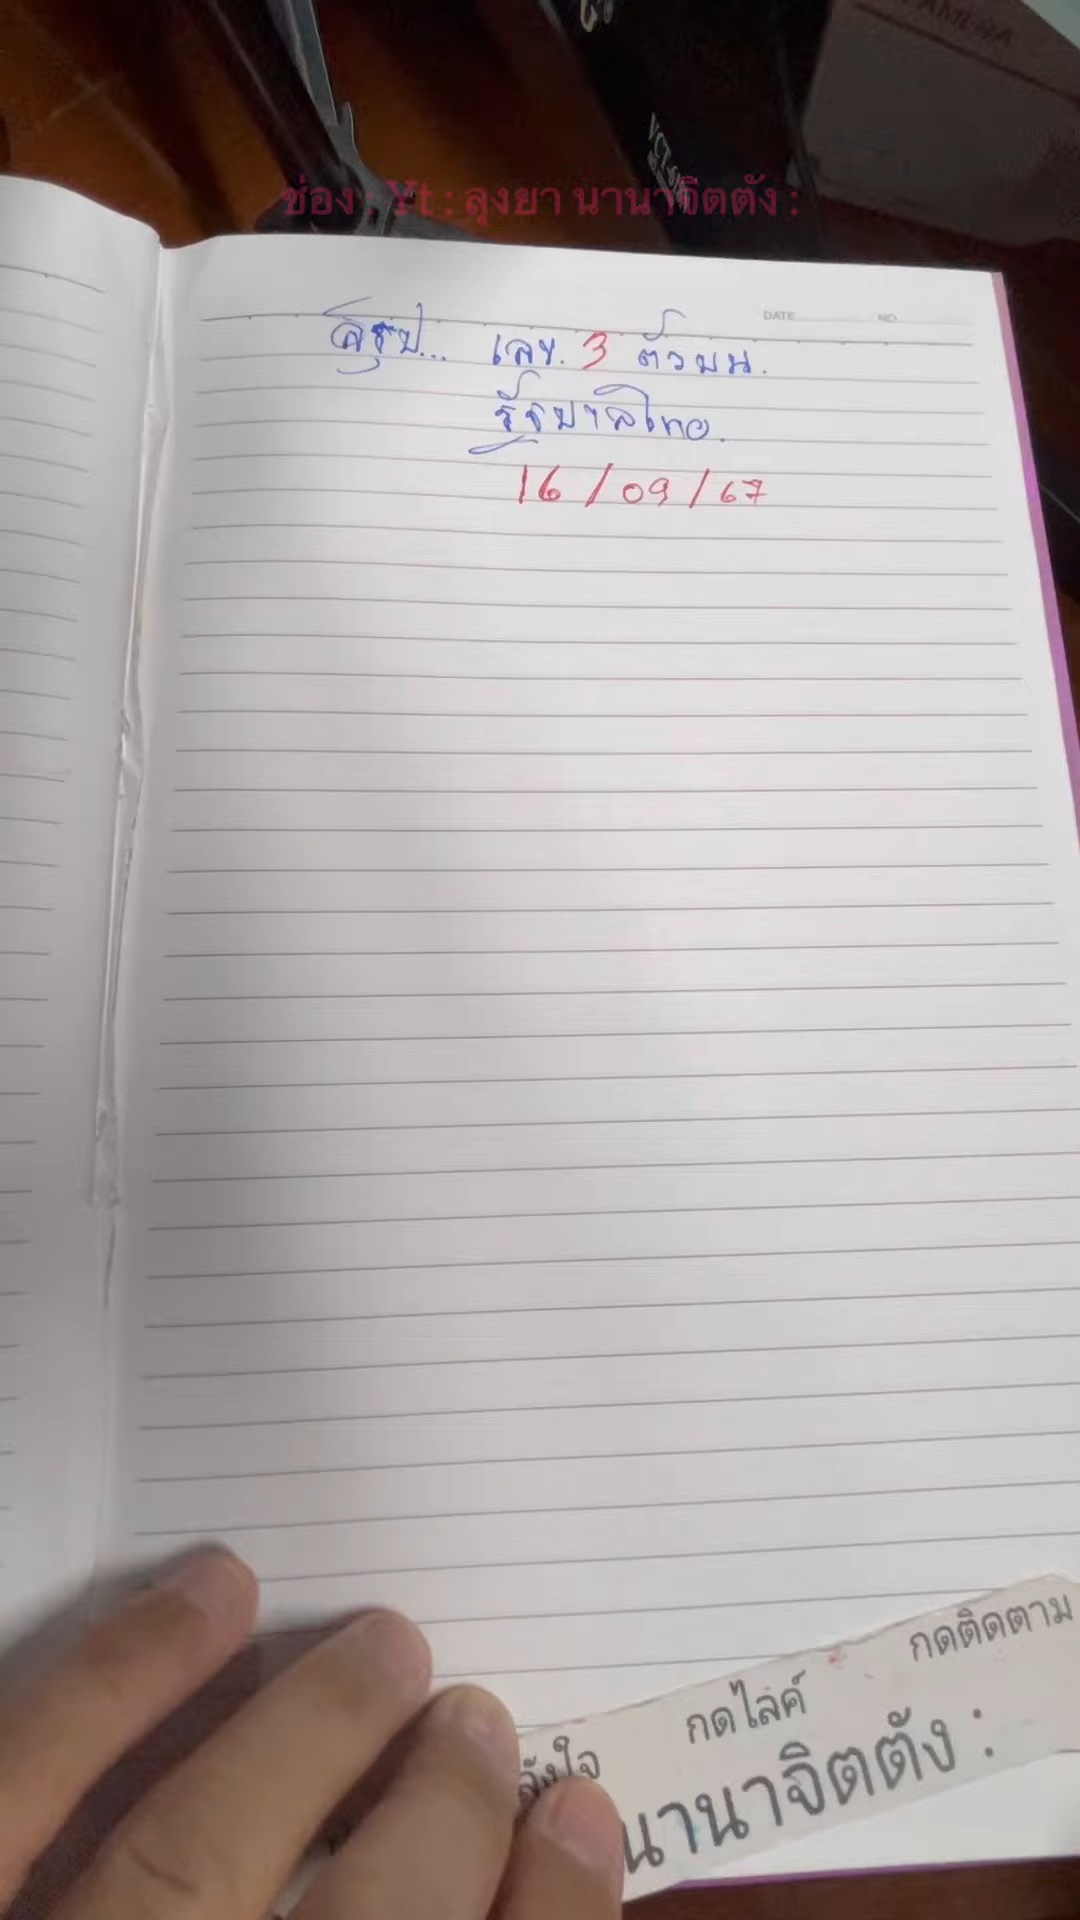 ช่อง : Yt : ลุงยา นานาจิตตัง :
DATE NO.
สรุป... เลข. 3 ตัวบน.
รัฐบาลไทย.
16 / 09 / 67
กดไลค์ กดติดตาม
นานาจิตตัง :